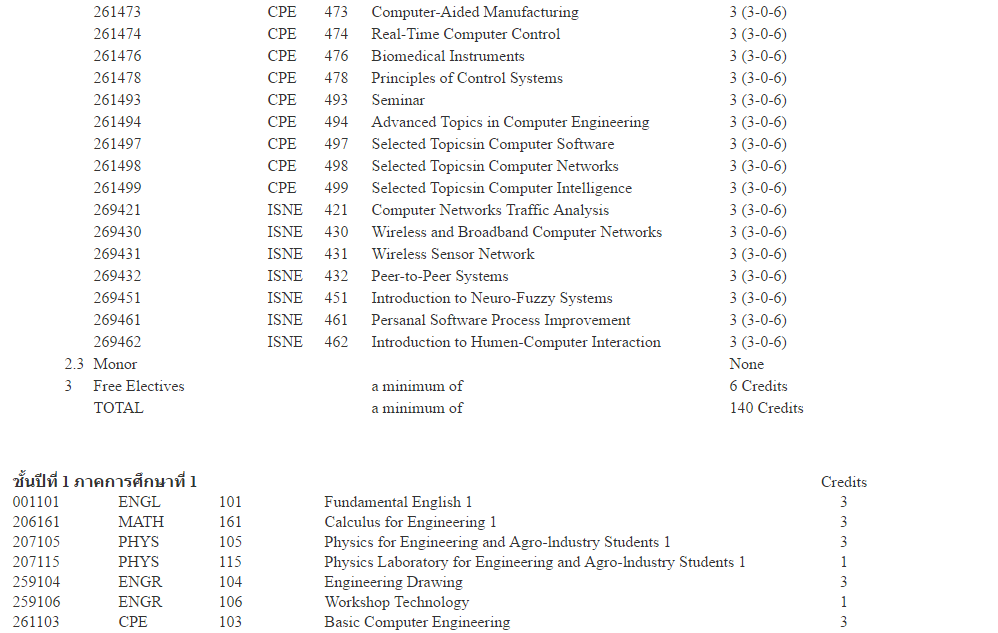 261473 CPE 473 Computer-Aided Manufacturing 3 (3-0-6)
261474 CPE 474 Real-Time Computer Control 3 (3-0-6)
261476 CPE 476 Biomedical Instruments 3 (3-0-6)
261478 CPE 478 Principles of Control Systems 3 (3-0-6)
261493 CPE 493 Seminar 3 (3-0-6)
261494 CPE 494 Advanced Topics in Computer Engineering 3 (3-0-6)
261497 CPE 497 Selected Topicsin Computer Software 3 (3-0-6)
261498 CPE 498 Selected Topicsin Computer Networks 3 (3-0-6)
261499 CPE 499 Selected Topicsin Computer Intelligence 3 (3-0-6)
269421 ISNE 421 Computer Networks Traffic Analysis 3 (3-0-6)
269430 ISNE 430 Wireless and Broadband Computer Networks 3 (3-0-6)
269431 ISNE 431 Wireless Sensor Network 3 (3-0-6)
269432 ISNE 432 Peer-to-Peer Systems 3 (3-0-6)
269451 ISNE 451 Introduction to Neuro-Fuzzy Systems 3 (3-0-6)
269461 ISNE 461 Persanal Software Process Improvement 3 (3-0-6)
269462 ISNE 462 Introduction to Humen-Computer Interaction 3 (3-0-6)
2.3 Monor None
3 Free Electives a minimum of 6 Credits
TOTAL a minimum of 140 Credits
ชั้นปีที่ 1 ภาคการศึกษาที่ 1 Credits
001101 ENGL 101 Fundamental English 1 3
206161 MATH 161 Calculus for Engineering 1 3
207105 PHYS 105 Physics for Engineering and Agro-lndustry Students 1 3
207115 PHYS 115 Physics Laboratory for Engineering and Agro-lndustry Students 1 1
259104 ENGR 104 Engineering Drawing 3
259106 ENGR 106 Workshop Technology 1
261103 CPE 103 Basic Computer Engineering 3